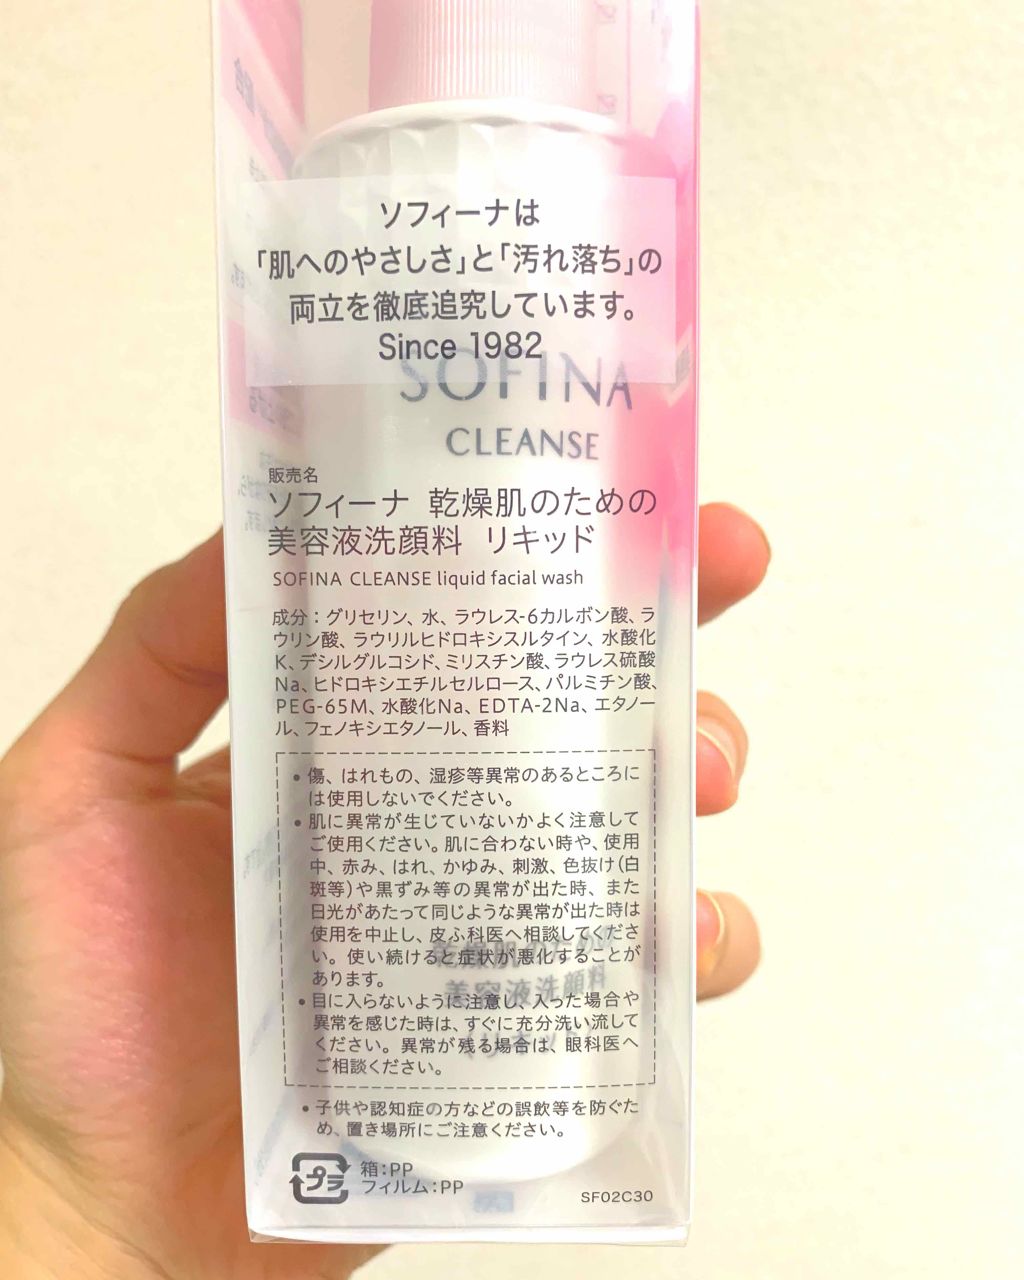 ソフィーナは
「肌へのやさしさ」と「汚れ落ち」の
両立を徹底追究しています。
Since 1982
SOFINA
CLEANSE
販売名
ソフィーナ 乾燥肌のための
美容液洗顔料 リキッド
SOFINA CLEANSE liquid facial wash
成分:グリセリン、水、ラウレス-6カルボン酸、ラ
ウリン酸、ラウリルヒドロキシスルタイン、水酸化
K、デシルグルコシド、ミリスチン酸、ラウレス硫酸
Na、ヒドロキシエチルセルロース、パルミチン酸、
PEG-65M、水酸化Na、EDTA-2Na、エタノー
ル、フェノキシエタノール、香料
●傷、はれもの、湿疹等異常のあるところに
は使用しないでください。
●肌に異常が生じていないかよく注意して
ご使用ください。肌に合わない時や、使用
中、赤み、はれ、かゆみ、刺激、色抜け(白
斑等)や黒ずみ等の異常が出た時、また
日光があたって同じような異常が出た時は
使用を中止し、皮ふ科医へ相談してくださ
い。使い続けると症状が悪化することが
あります。
●目に入らないように注意し、入った場合や
異常を感じた時は、すぐに充分洗い流して
ください。異常が残る場合は、眼科医へ
ご相談ください。
乾燥肌のための
美容液洗顔料
(リキッド)
●子供や認知症の方などの誤飲等を防ぐた
め、置き場所にご注意ください。
プラ
箱:PP
フィルム:PP
SF02C30